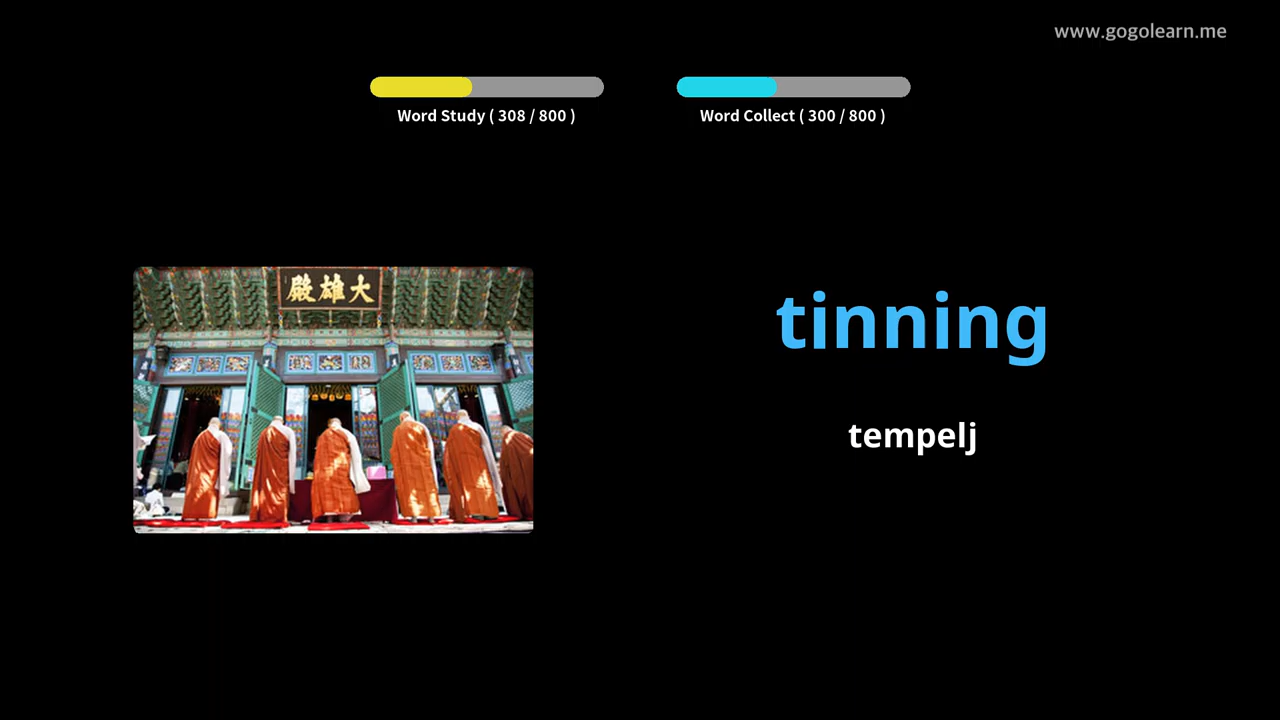 www.gogolearn.me
Word Study ( 308 / 800 )
Word Collect ( 300 / 800 )
殿雄大
tinning
tempelj